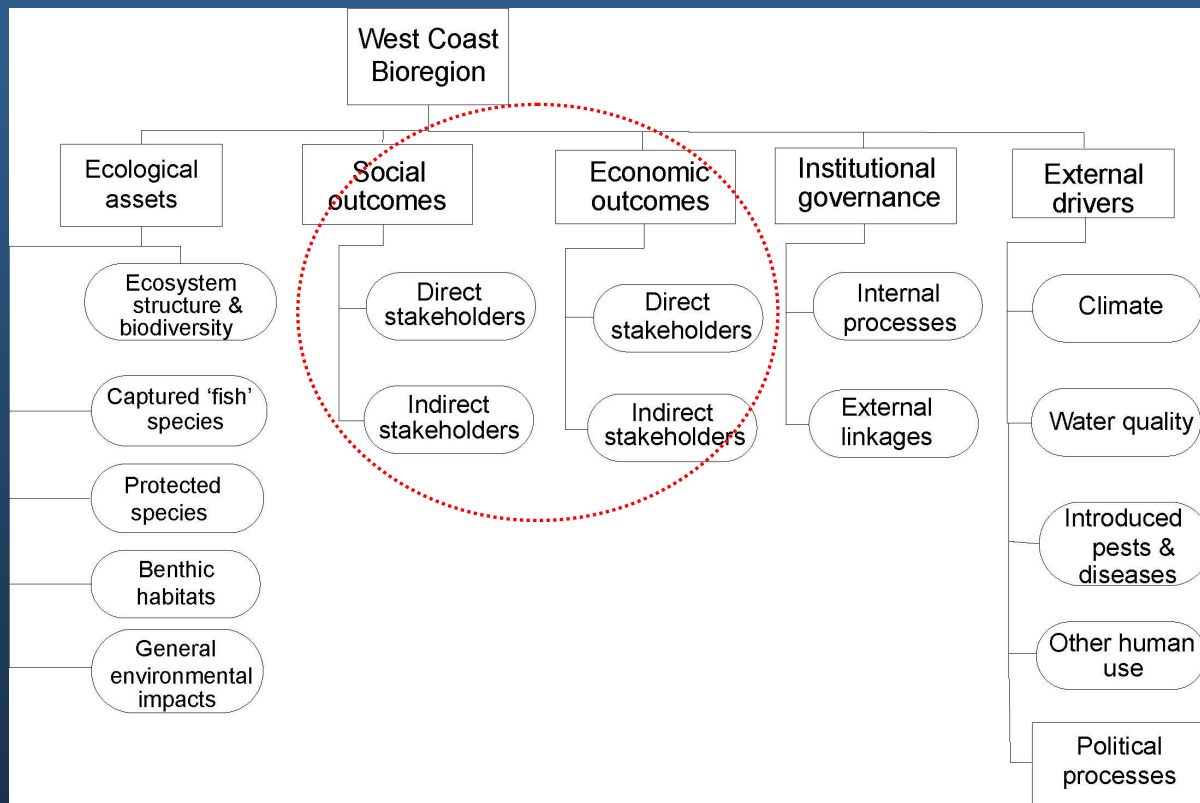 West Coast
Bioregion
Ecological
assets
Social
outcomes
Economic
outcomes
Institutional
governance
External
drivers
Ecosystem
structure &
biodiversity
Captured ‘fish’
species
Protected
species
Benthic
habitats
General
environmental
impacts
Direct
stakeholders
Indirect
stakeholders
Direct
stakeholders
Indirect
stakeholders
Internal
processes
External
linkages
Climate
Water quality
Introduced
pests &
diseases
Other human
use
Political
processes